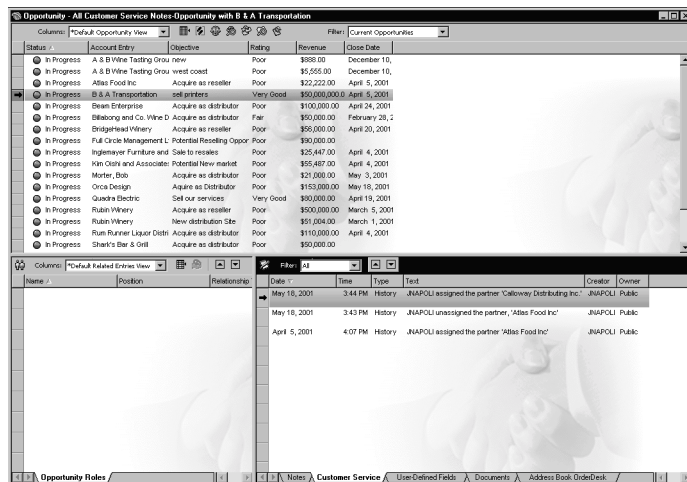 Opportunity - All Customer Service Notes-Opportunity with B & A Transportation
Columns: *Default Opportunity View Filter: Current Opportunities
Status Account Entry Objective Rating Revenue Close Date
In Progress A & B Wine Tasting Grou new Poor $888.00 December 10,
In Progress A & B Wine Tasting Grou west coast Poor $5,555.00 December 10,
In Progress Atlas Food Inc Acquire as reseller Poor $22,222.00 April 5, 2001
In Progress B & A Transportation sell printers Very Good $50,000,000.0 April 5, 2001
In Progress Beam Enterprise Acquire as distributor Poor $100,000.00 April 24, 2001
In Progress Billabong and Co. Wine D Acquire as distributor Fair $50,000.00 February 28, 2
In Progress BridgeHead Winery Acquire as reseller Poor $56,000.00 April 20, 2001
In Progress Full Circle Management L Potential Reselling Oppor Poor $90,000.00
In Progress Inglemayer Furniture and Sale to resales Poor $25,447.00 April 4, 2001
In Progress Kim Oishi and Associate: Potential New market Poor $55,487.00 April 4, 2001
In Progress Morter, Bob Acquire as distributor Poor $21,000.00 May 3, 2001
In Progress Orca Design Aquire as Distributor Poor $153,000.00 May 18, 2001
In Progress Quadra Electric Sell our services Very Good $80,000.00 April 19, 2001
In Progress Rubin Winery Acquire as reseller Poor $500,000.00 March 5, 2001
In Progress Rubin Winery New distribution Site Poor $51,004.00 March 1, 2001
In Progress Rum Runner Liquor Distri Acquire as distributor Poor $110,000.00 April 4, 2001
In Progress Shark's Bar & Grill Acquire as distributor Poor $50,000.00
Columns: *Default Related Entries View
Name Position Relationship
Opportunity Roles
Filter: All
Date Time Type Text Creator Owner
May 18, 2001 3:44 PM History JNAPOLI assigned the partner 'Calloway Distributing Inc.' JNAPOLI Public
May 18, 2001 3:43 PM History JNAPOLI unassigned the partner, 'Atlas Food Inc' JNAPOLI Public
April 5, 2001 4:07 PM History JNAPOLI assigned the partner 'Atlas Food Inc' JNAPOLI Public
Notes Customer Service User-Defined Fields Documents Address Book OrderDesk